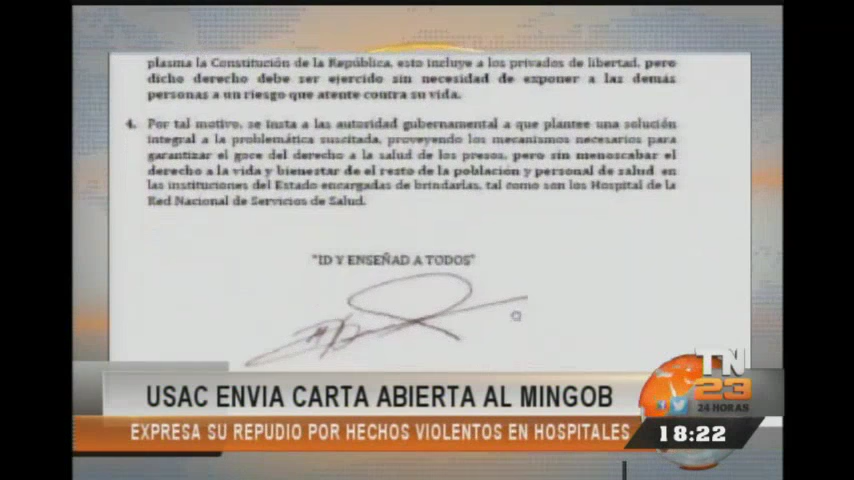 plasma la Constitución de la República, esto incluye a los privados de libertad, pero
dicho derecho debe ser ejercido sin necesidad de exponer a las demás
personas a un riesgo que atente contra su vida.
4. Por tal motivo, se insta a las autoridad gubernamental a que plantee una solución
integral a la problemática suscitada, proveyendo los mecanismos necesarios para
garantizar el goce del derecho a la salud de los presos, pero sin menoscabar el
derecho a la vida y bienestar de el resto de la población y personal de salud en
las instituciones del Estado encargadas de brindarlas, tal como son los Hospital de la
Red Nacional de Servicios de Salud.
"ID Y ENSEÑAD A TODOS"
USAC ENVIA CARTA ABIERTA AL MINGOB
EXPRESA SU REPUDIO POR HECHOS VIOLENTOS EN HOSPITALES
TN
23
24 HORAS
18:22